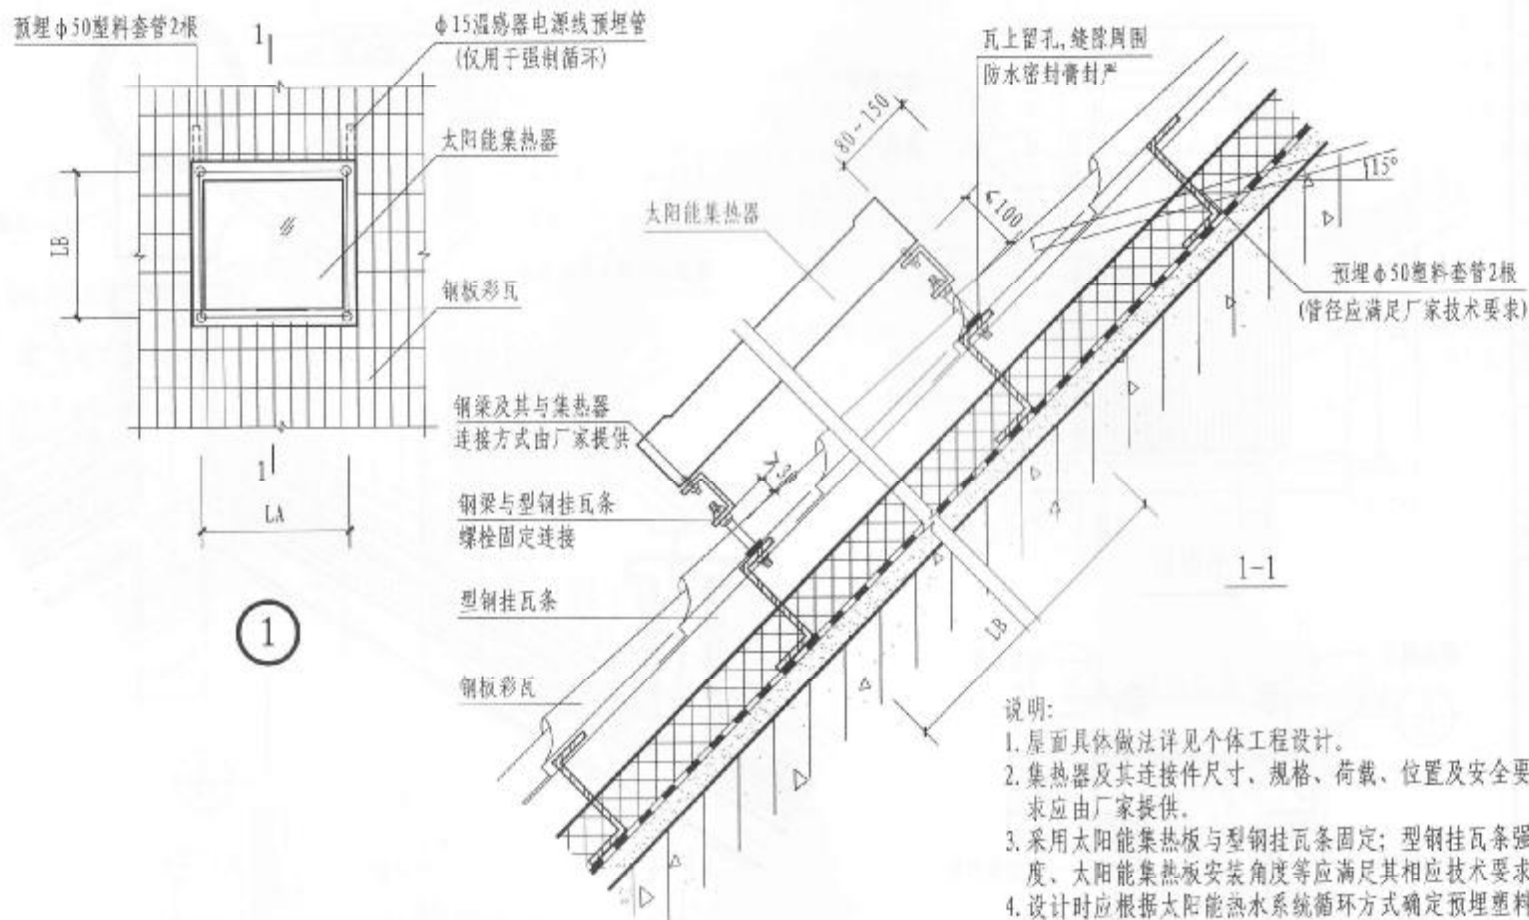 预埋φ50塑料套管2根
1
φ15温感器电源线预埋管
(仅用于强制循环)
太阳能集热器
LB
钢板彩瓦
1
LA
1
瓦上留孔,缝隙周围
防水密封膏封严
80~150
太阳能集热器
15°
预埋φ50塑料套管2根
(管径应满足厂家技术要求)
钢梁及其与集热器
连接方式由厂家提供
钢梁与型钢挂瓦条
螺栓固定连接
型钢挂瓦条
钢板彩瓦
LB
1-1
说明:
1.屋面具体做法详见个体工程设计。
2.集热器及其连接件尺寸、规格、荷载、位置及安全要
求应由厂家提供。
3.采用太阳能集热板与型钢挂瓦条固定;型钢挂瓦条强
度、太阳能集热板安装角度等应满足其相应技术要求
4.设计时应根据太阳能热水系统循环方式确定预埋塑料